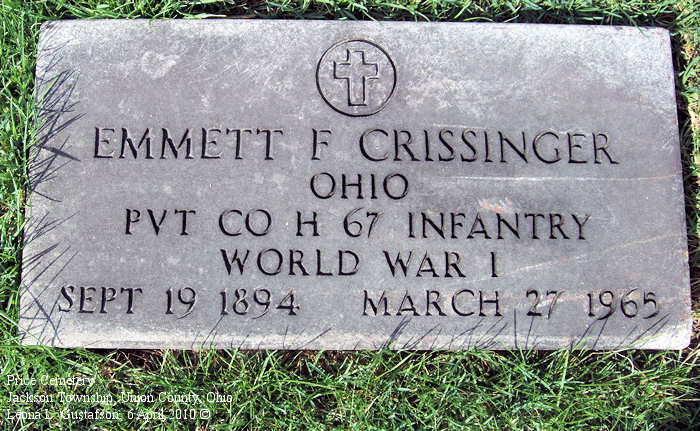 EMMETT F CRISSINGER
OHIO
PVT CO H 67 INFANTRY
WORLD WAR I
SEPT 19 1894 MARCH 27 1965
Price Cemetery
Jackson Township, Union County, Ohio
Leona L. Gustafson, 6 April 2010 ©